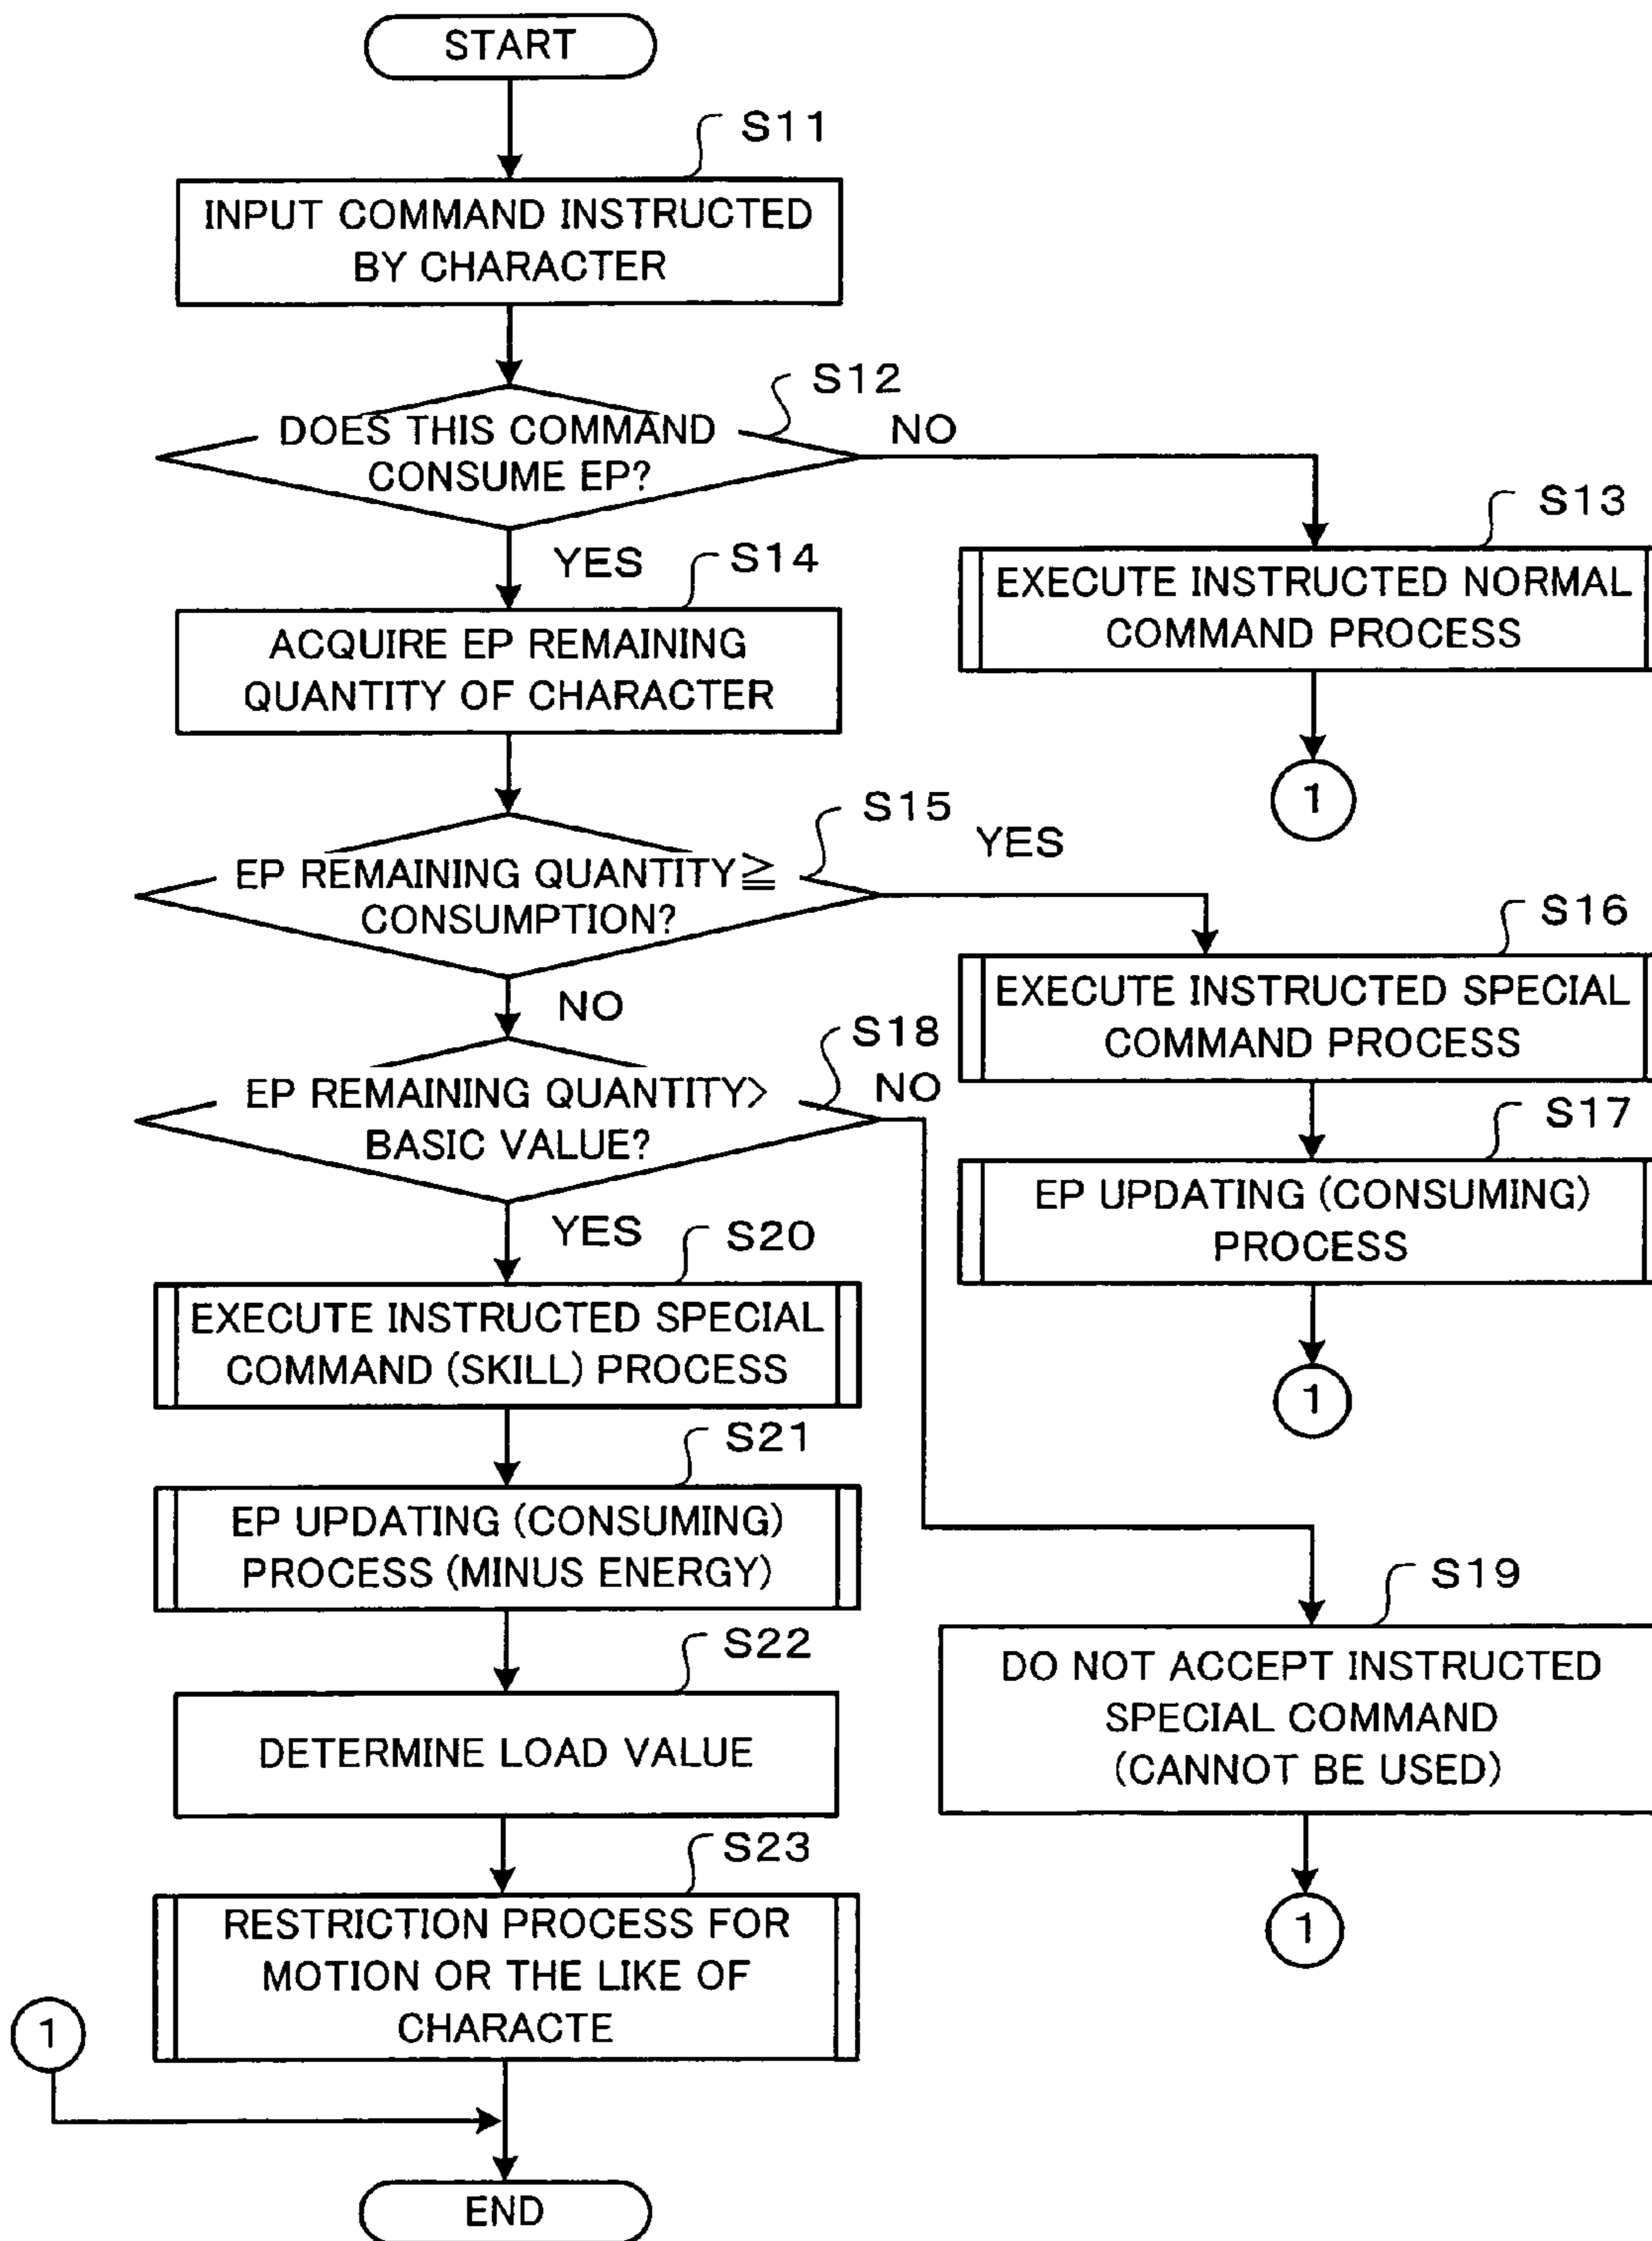 START
S11
INPUT COMMAND INSTRUCTED
BY CHARACTER
S12
DOES THIS COMMAND
CONSUME EP?
NO
S13
EXECUTE INSTRUCTED NORMAL
COMMAND PROCESS
1
YES
S14
ACQUIRE EP REMAINING
QUANTITY OF CHARACTER
S15
EP REMAINING QUANTITY≧
CONSUMPTION?
YES
S16
EXECUTE INSTRUCTED SPECIAL
COMMAND PROCESS
S17
EP UPDATING (CONSUMING)
PROCESS
1
NO
S18
EP REMAINING QUANTITY>
BASIC VALUE?
NO
S19
DO NOT ACCEPT INSTRUCTED
SPECIAL COMMAND
(CANNOT BE USED)
1
YES
S20
EXECUTE INSTRUCTED SPECIAL
COMMAND (SKILL) PROCESS
S21
EP UPDATING (CONSUMING)
PROCESS (MINUS ENERGY)
S22
DETERMINE LOAD VALUE
S23
RESTRICTION PROCESS FOR
MOTION OR THE LIKE OF
CHARACTE
1
END